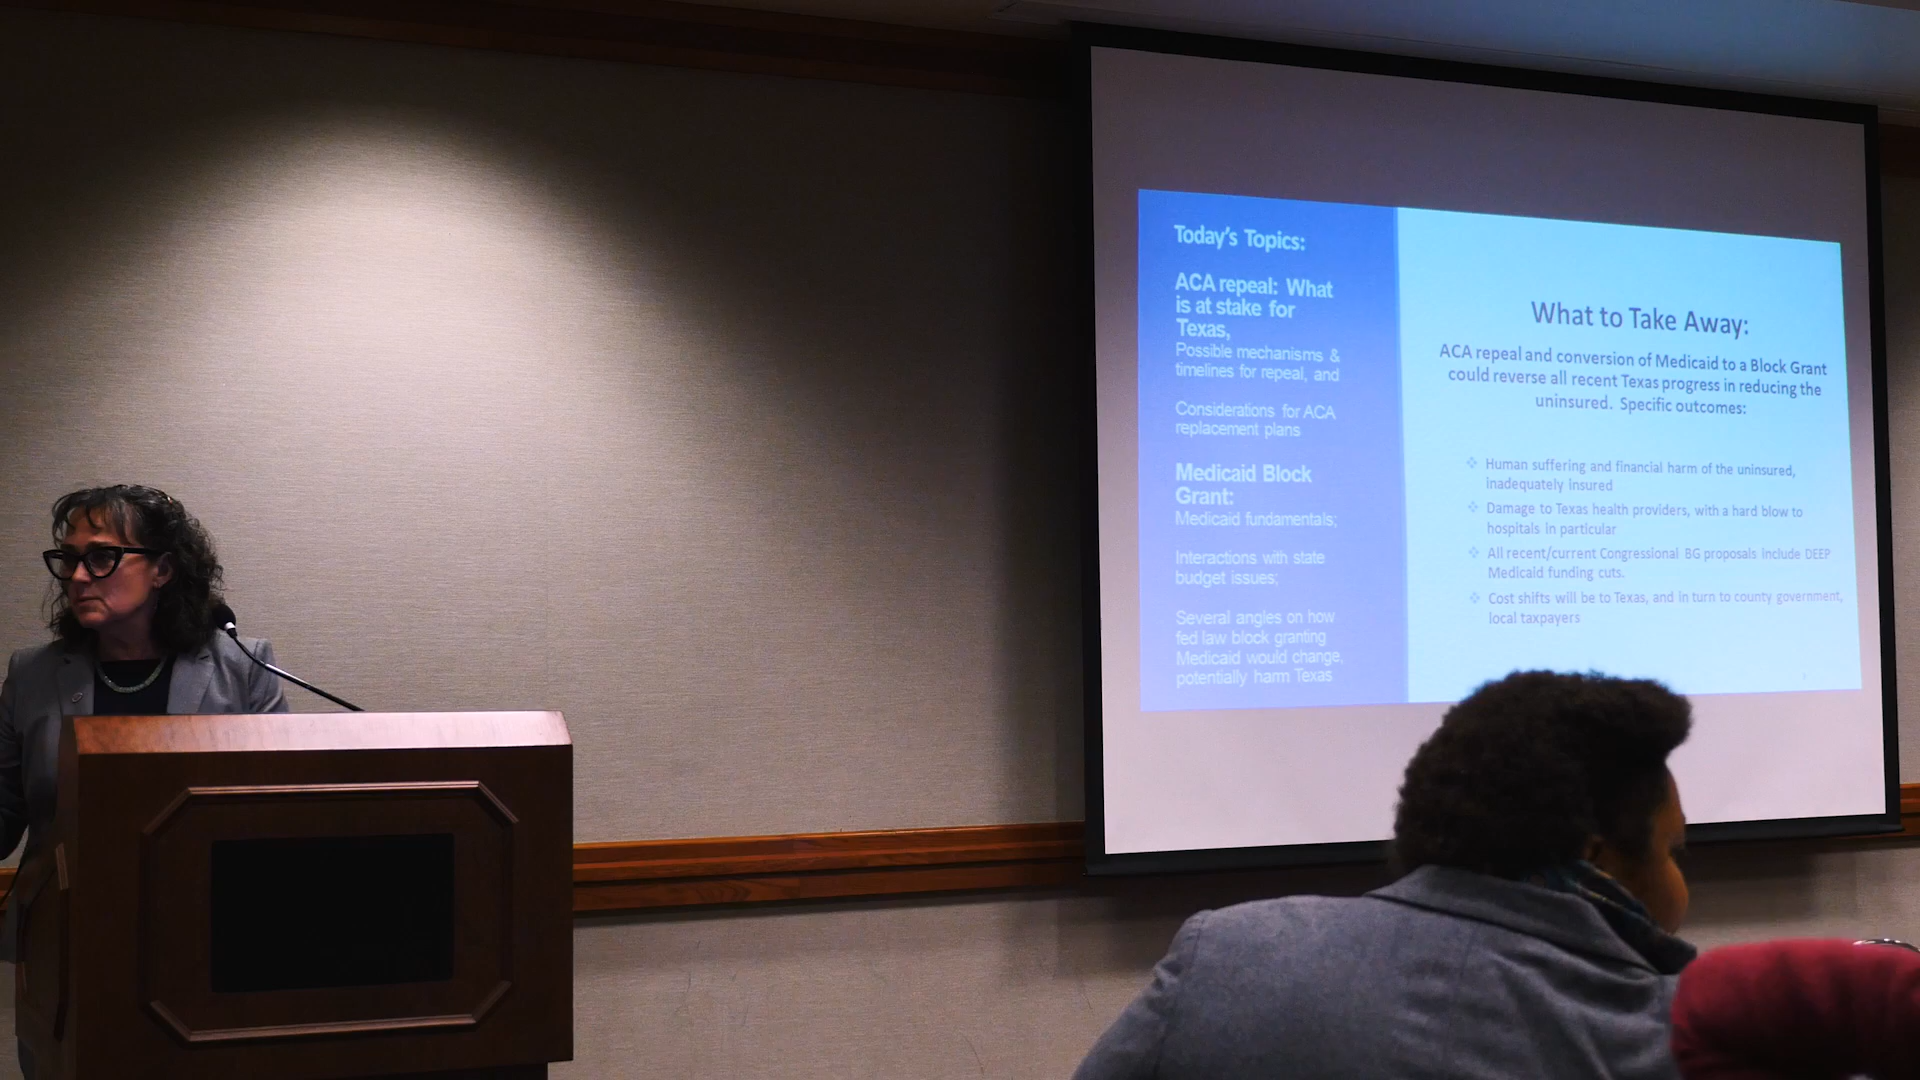 Today's Topics:
ACA repeal: What
is at stake for
Texas,
Possible mechanisms &
timelines for repeal, and
Considerations for ACA
replacement plans
Medicaid Block
Grant:
Medicaid fundamentals;
Interactions with state
budget issues;
Several angles on how
fed law block granting
Medicaid would change,
potentially harm Texas
What to Take Away:
ACA repeal and conversion of Medicaid to a Block Grant
could reverse all recent Texas progress in reducing the
uninsured. Specific outcomes:
Human suffering and financial harm of the uninsured,
inadequately insured
Damage to Texas health providers, with a hard blow to
hospitals in particular
All recent/current Congressional BG proposals include DEEP
Medicaid funding cuts.
Cost shifts will be to Texas, and in turn to county government,
local taxpayers